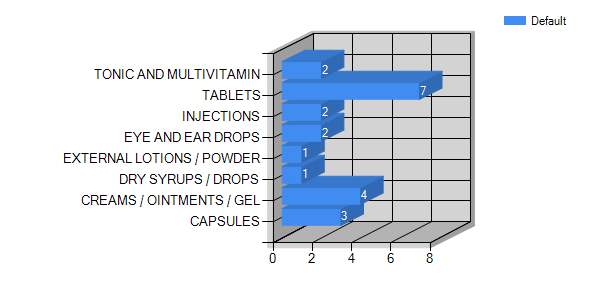 Default
TONIC AND MULTIVITAMIN 2
TABLETS 7
INJECTIONS 2
EYE AND EAR DROPS 2
EXTERNAL LOTIONS / POWDER 1
DRY SYRUPS / DROPS 1
CREAMS / OINTMENTS / GEL 4
CAPSULES 3
0 2 4 6 8